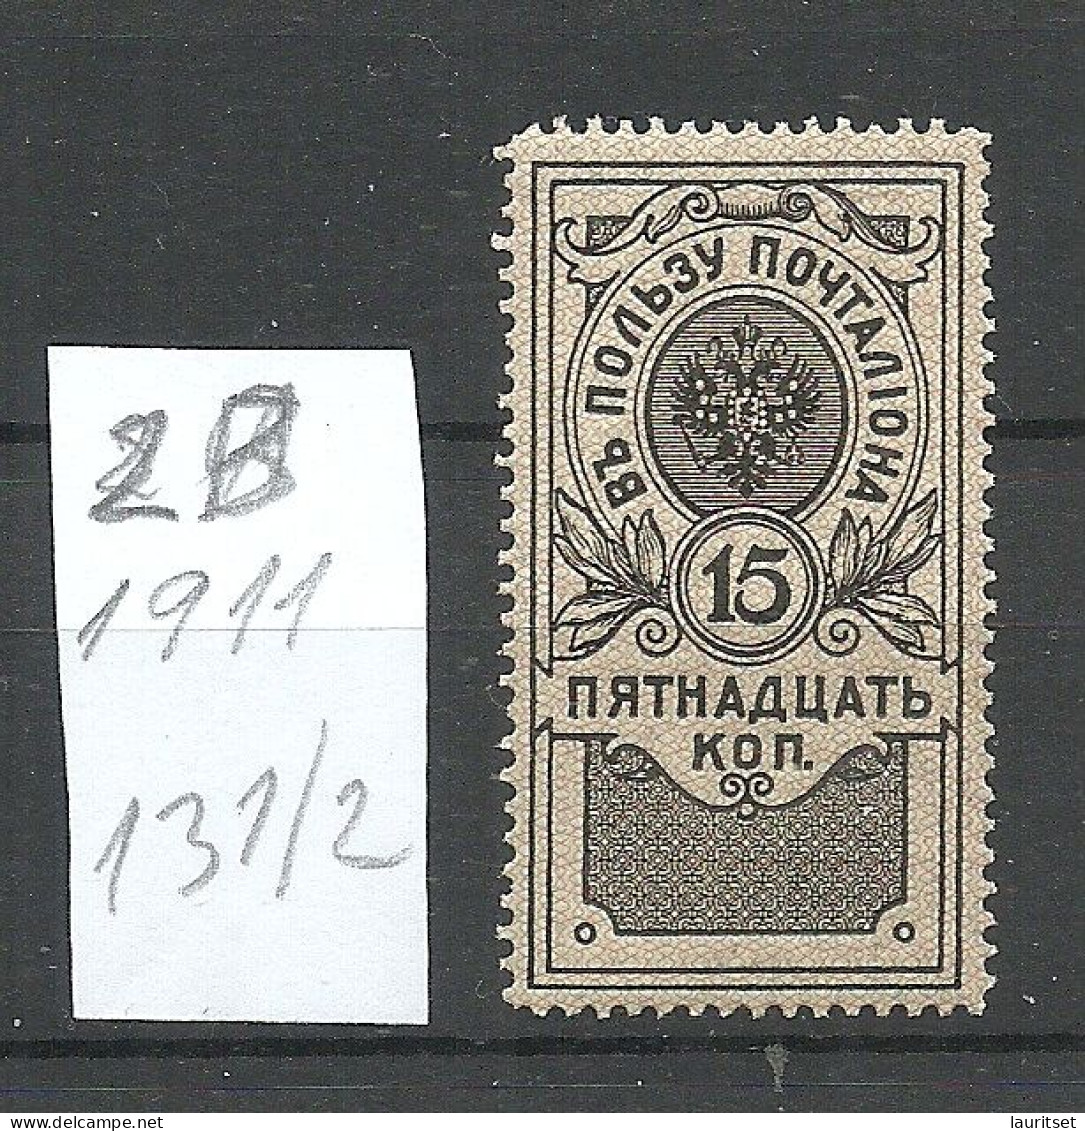 2B
1911
13 1/2
ВЪ ПОЛЬЗУ ПОЧТАЛІОНА
15
ПЯТНАДЦАТЬ
КОП.
lauritset